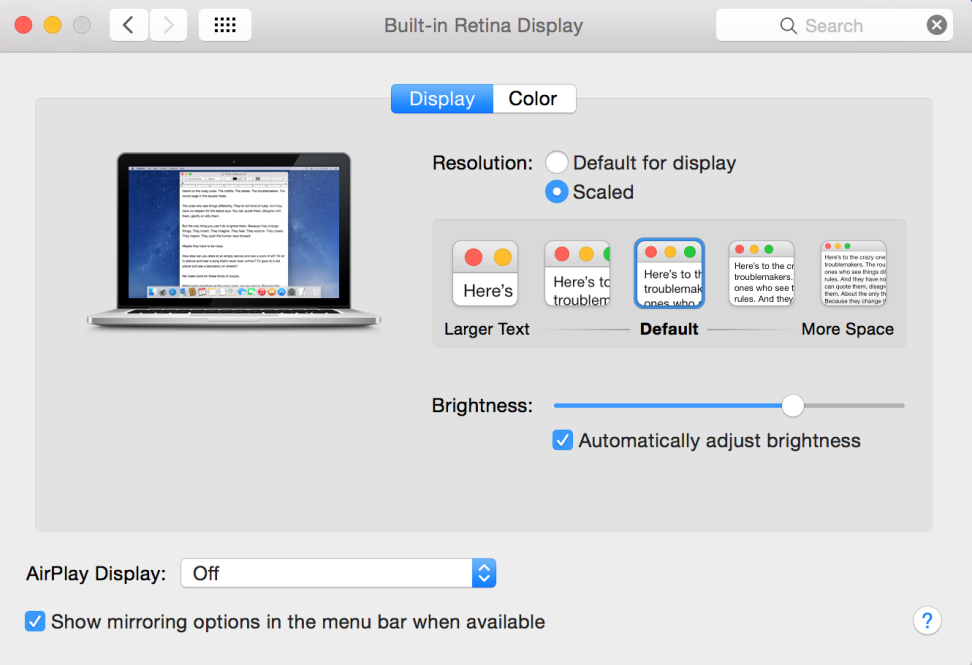 Built-in Retina Display
Search
Display
Color
Resolution:
Default for display
Scaled
Here's
Here's to
troublem
Here's to th
troublemak
ones who
Here's to the cr
troublemakers.
ones who see t
rules. And they
Here's to the crazy one
troublemakers. The rou
ones who see things di
rules. And they have no
can quote them, disagr
them. About the only th
Because they change t
Larger Text
Default
More Space
Brightness:
Automatically adjust brightness
AirPlay Display:
Off
Show mirroring options in the menu bar when available
?